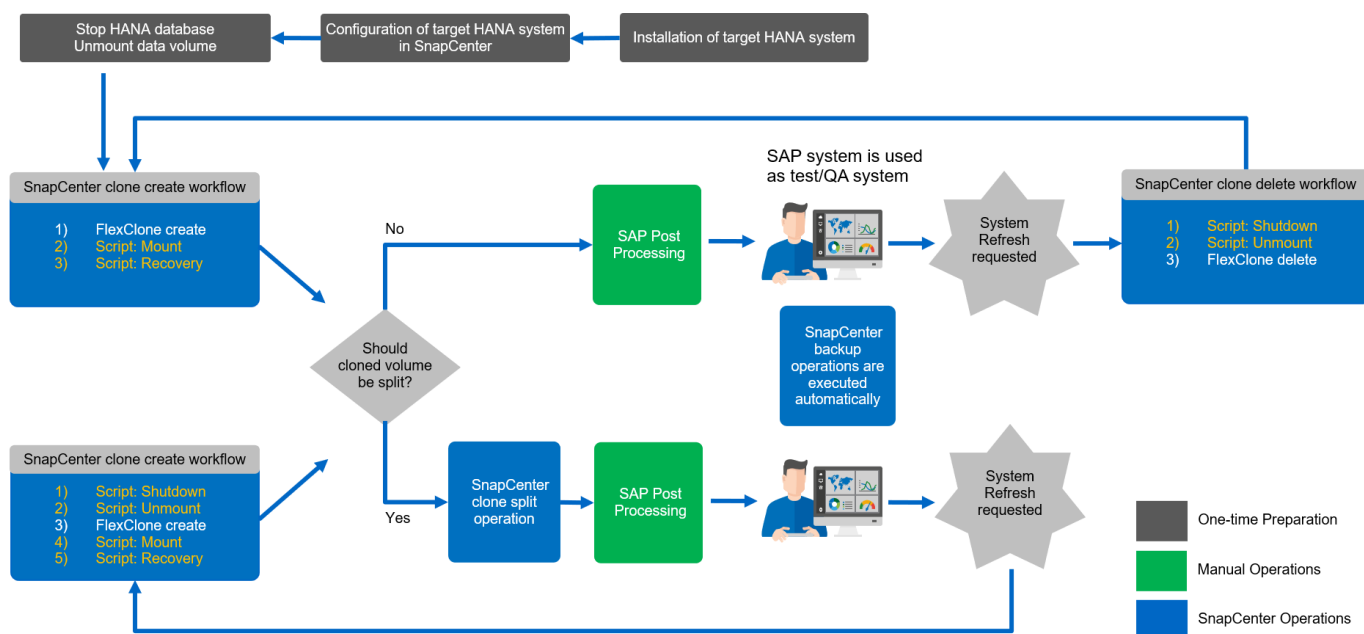 Stop HANA database
Unmount data volume
Configuration of target HANA system
in SnapCenter
Installation of target HANA system
SnapCenter clone create workflow
1) FlexClone create
2) Script: Mount
3) Script: Recovery
No
SAP Post
Processing
SAP system is used
as test/QA system
System
Refresh
requested
SnapCenter clone delete workflow
1) Script: Shutdown
2) Script: Unmount
3) FlexClone delete
Should
cloned volume
be split?
SnapCenter
backup
operations are
executed
automatically
SnapCenter clone create workflow
1) Script: Shutdown
2) Script: Unmount
3) FlexClone create
4) Script: Mount
5) Script: Recovery
Yes
SnapCenter
clone split
operation
SAP Post
Processing
System
Refresh
requested
One-time Preparation
Manual Operations
SnapCenter Operations